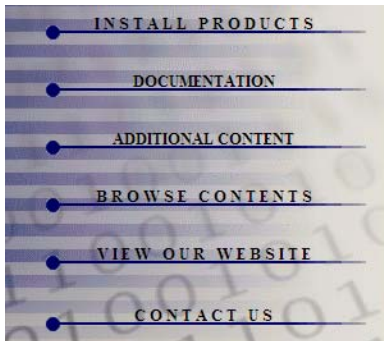 INSTALL PRODUCTS
DOCUMENTATION
ADDITIONAL CONTENT
BROWSE CONTENTS
VIEW OUR WEBSITE
CONTACT US